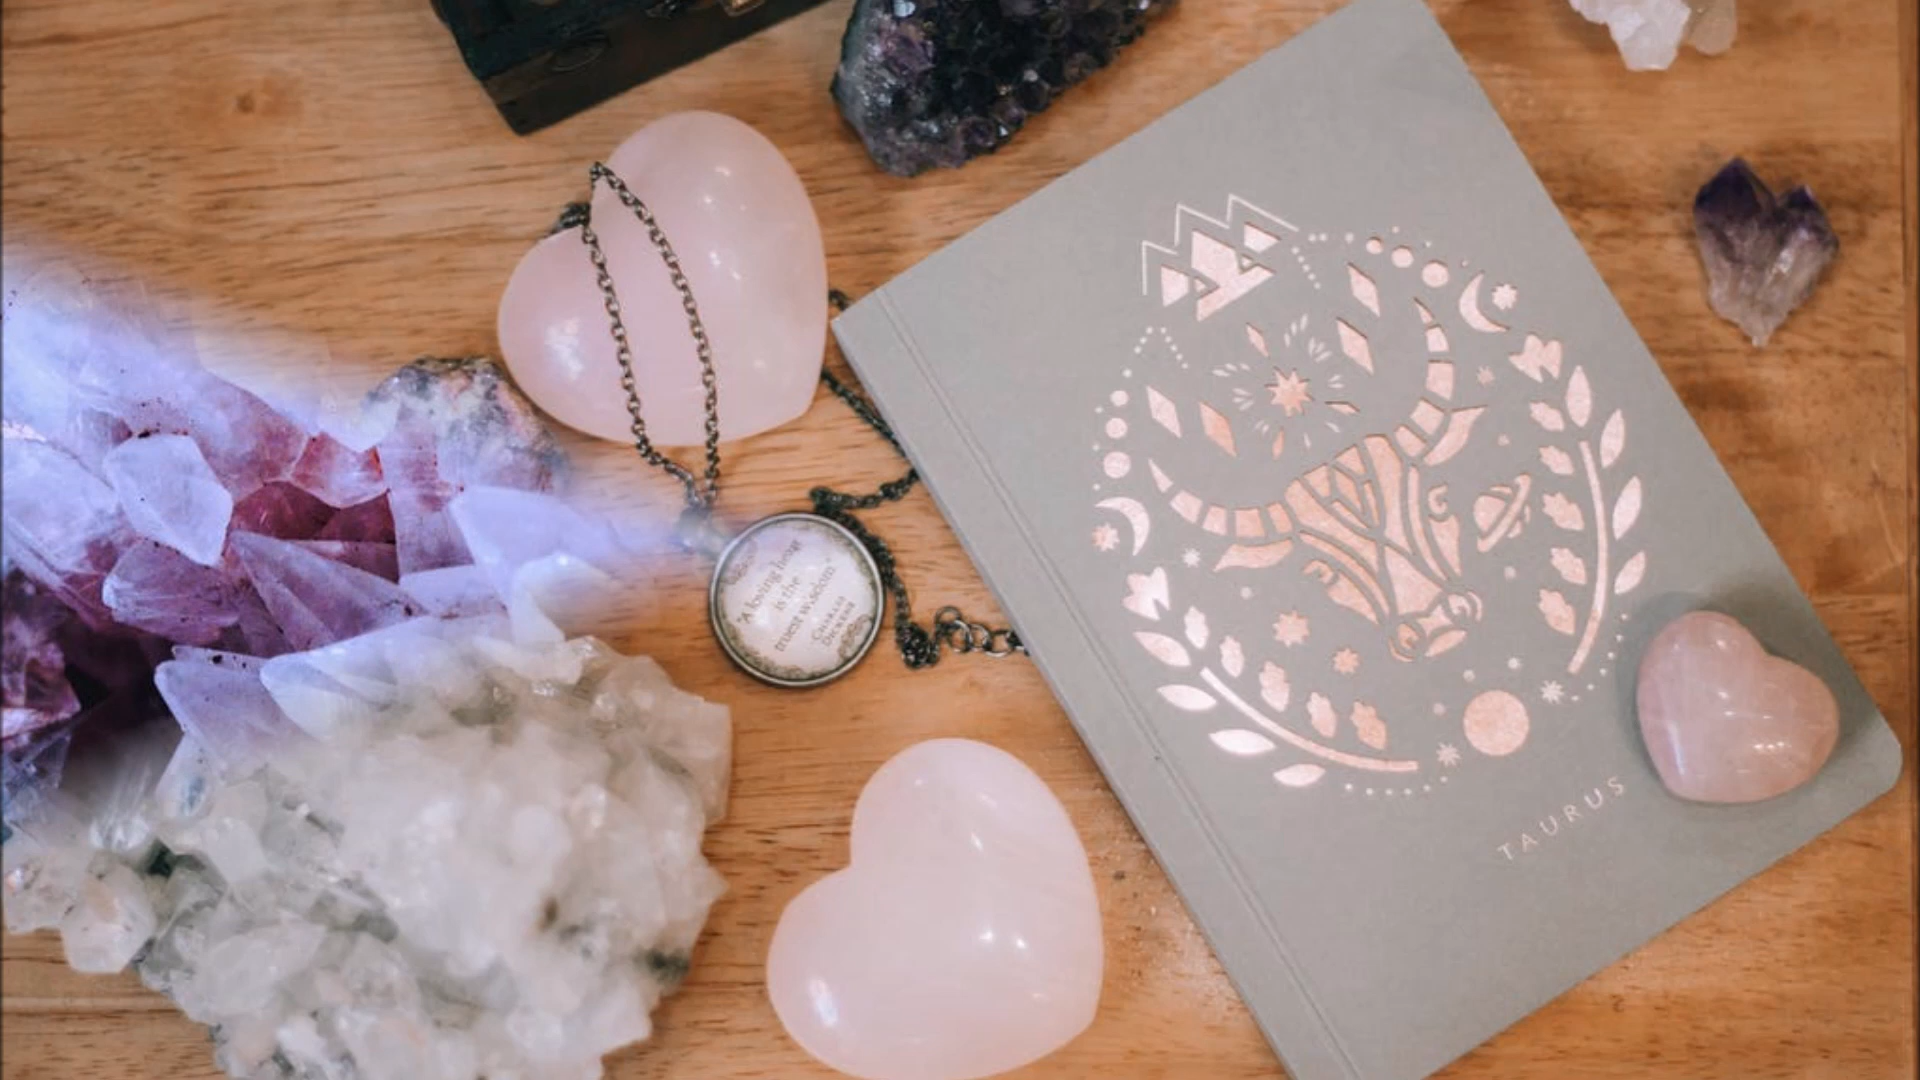 "A loving heart
is the
truest wisdom"
CHARLES
DICKENS
TAURUS